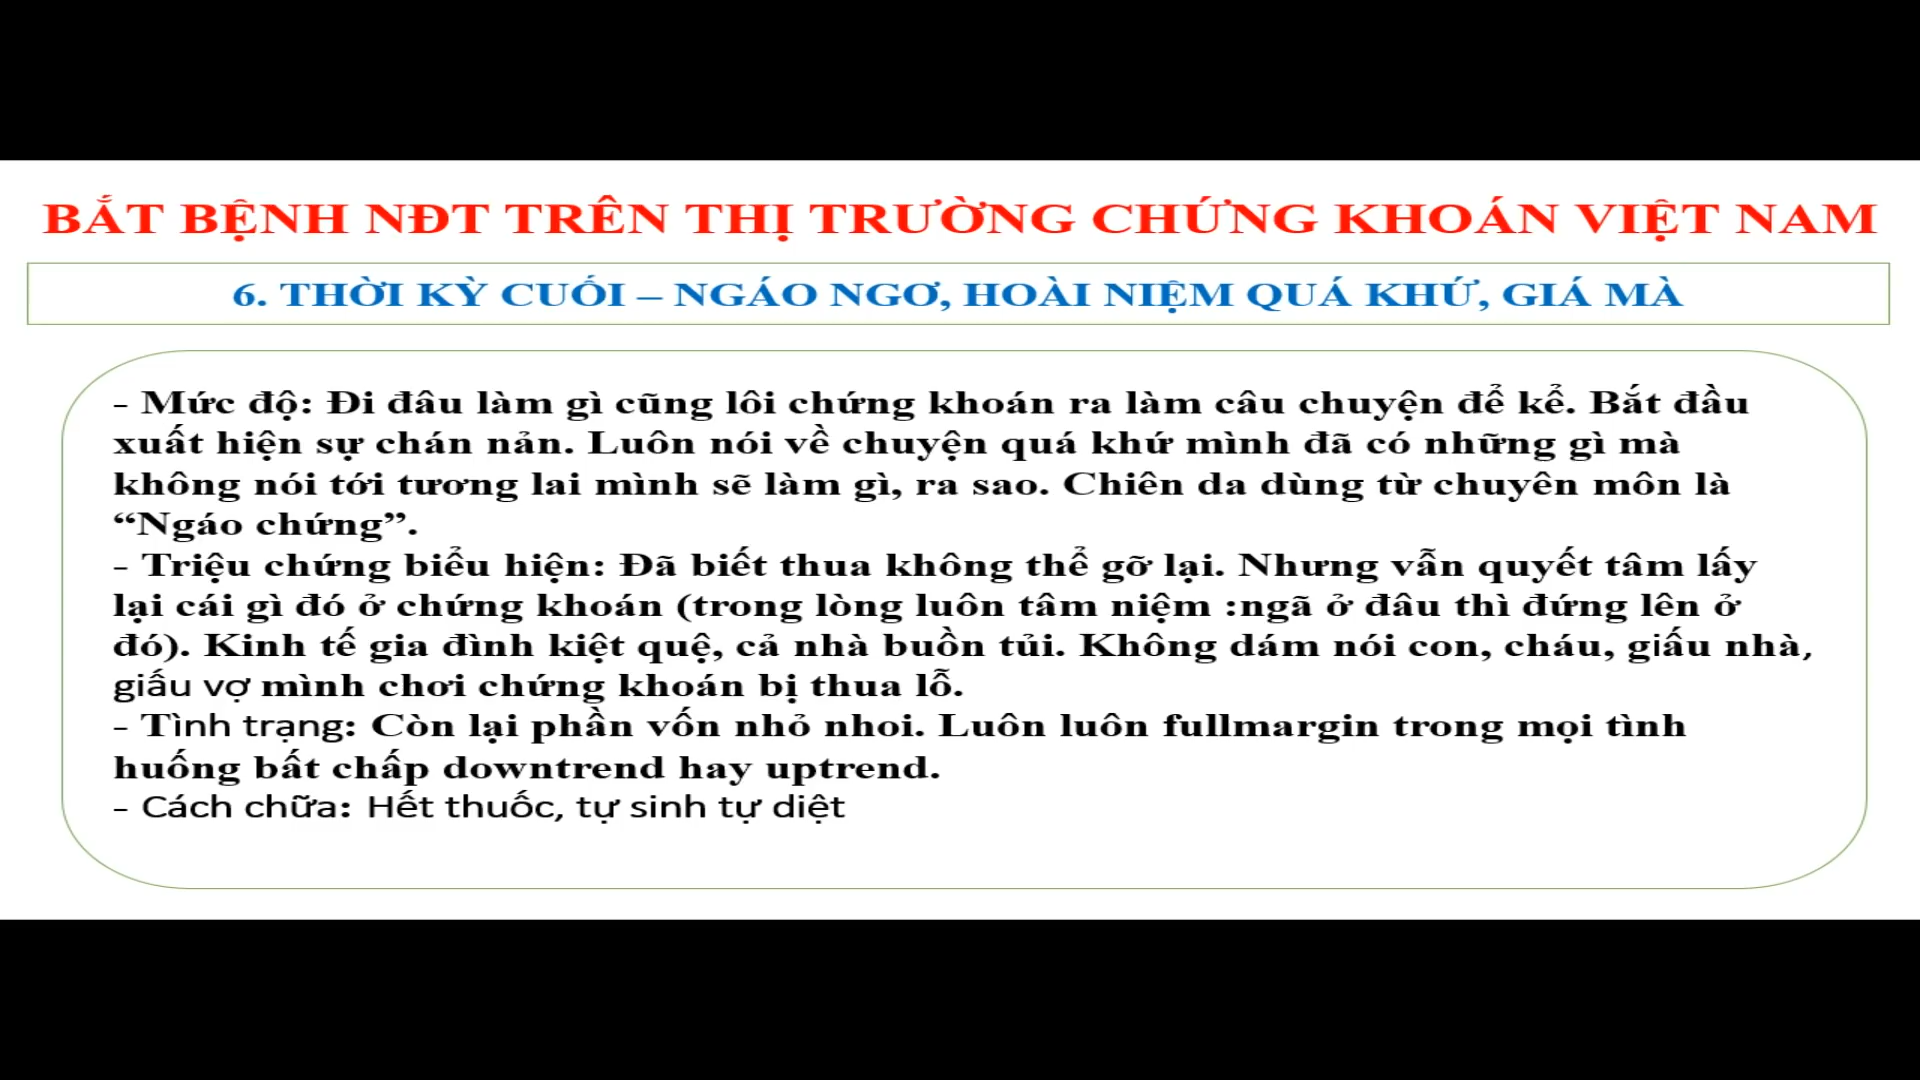 BẮT BỆNH NĐT TRÊN THỊ TRƯỜNG CHỨNG KHOÁN VIỆT NAM
6. THỜI KỲ CUỐI – NGÁO NGƠ, HOÀI NIỆM QUÁ KHỨ, GIÁ MÀ
- Mức độ: Đi đâu làm gì cũng lôi chứng khoán ra làm câu chuyện để kể. Bắt đầu
xuất hiện sự chán nản. Luôn nói về chuyện quá khứ mình đã có những gì mà
không nói tới tương lai mình sẽ làm gì, ra sao. Chiên da dùng từ chuyên môn là
“Ngáo chứng”.
- Triệu chứng biểu hiện: Đã biết thua không thể gỡ lại. Nhưng vẫn quyết tâm lấy
lại cái gì đó ở chứng khoán (trong lòng luôn tâm niệm :ngã ở đâu thì đứng lên ở
đó). Kinh tế gia đình kiệt quệ, cả nhà buồn tủi. Không dám nói con, cháu, giấu nhà,
giấu vợ mình chơi chứng khoán bị thua lỗ.
- Tình trạng: Còn lại phần vốn nhỏ nhoi. Luôn luôn fullmargin trong mọi tình
huống bất chấp downtrend hay uptrend.
- Cách chữa: Hết thuốc, tự sinh tự diệt